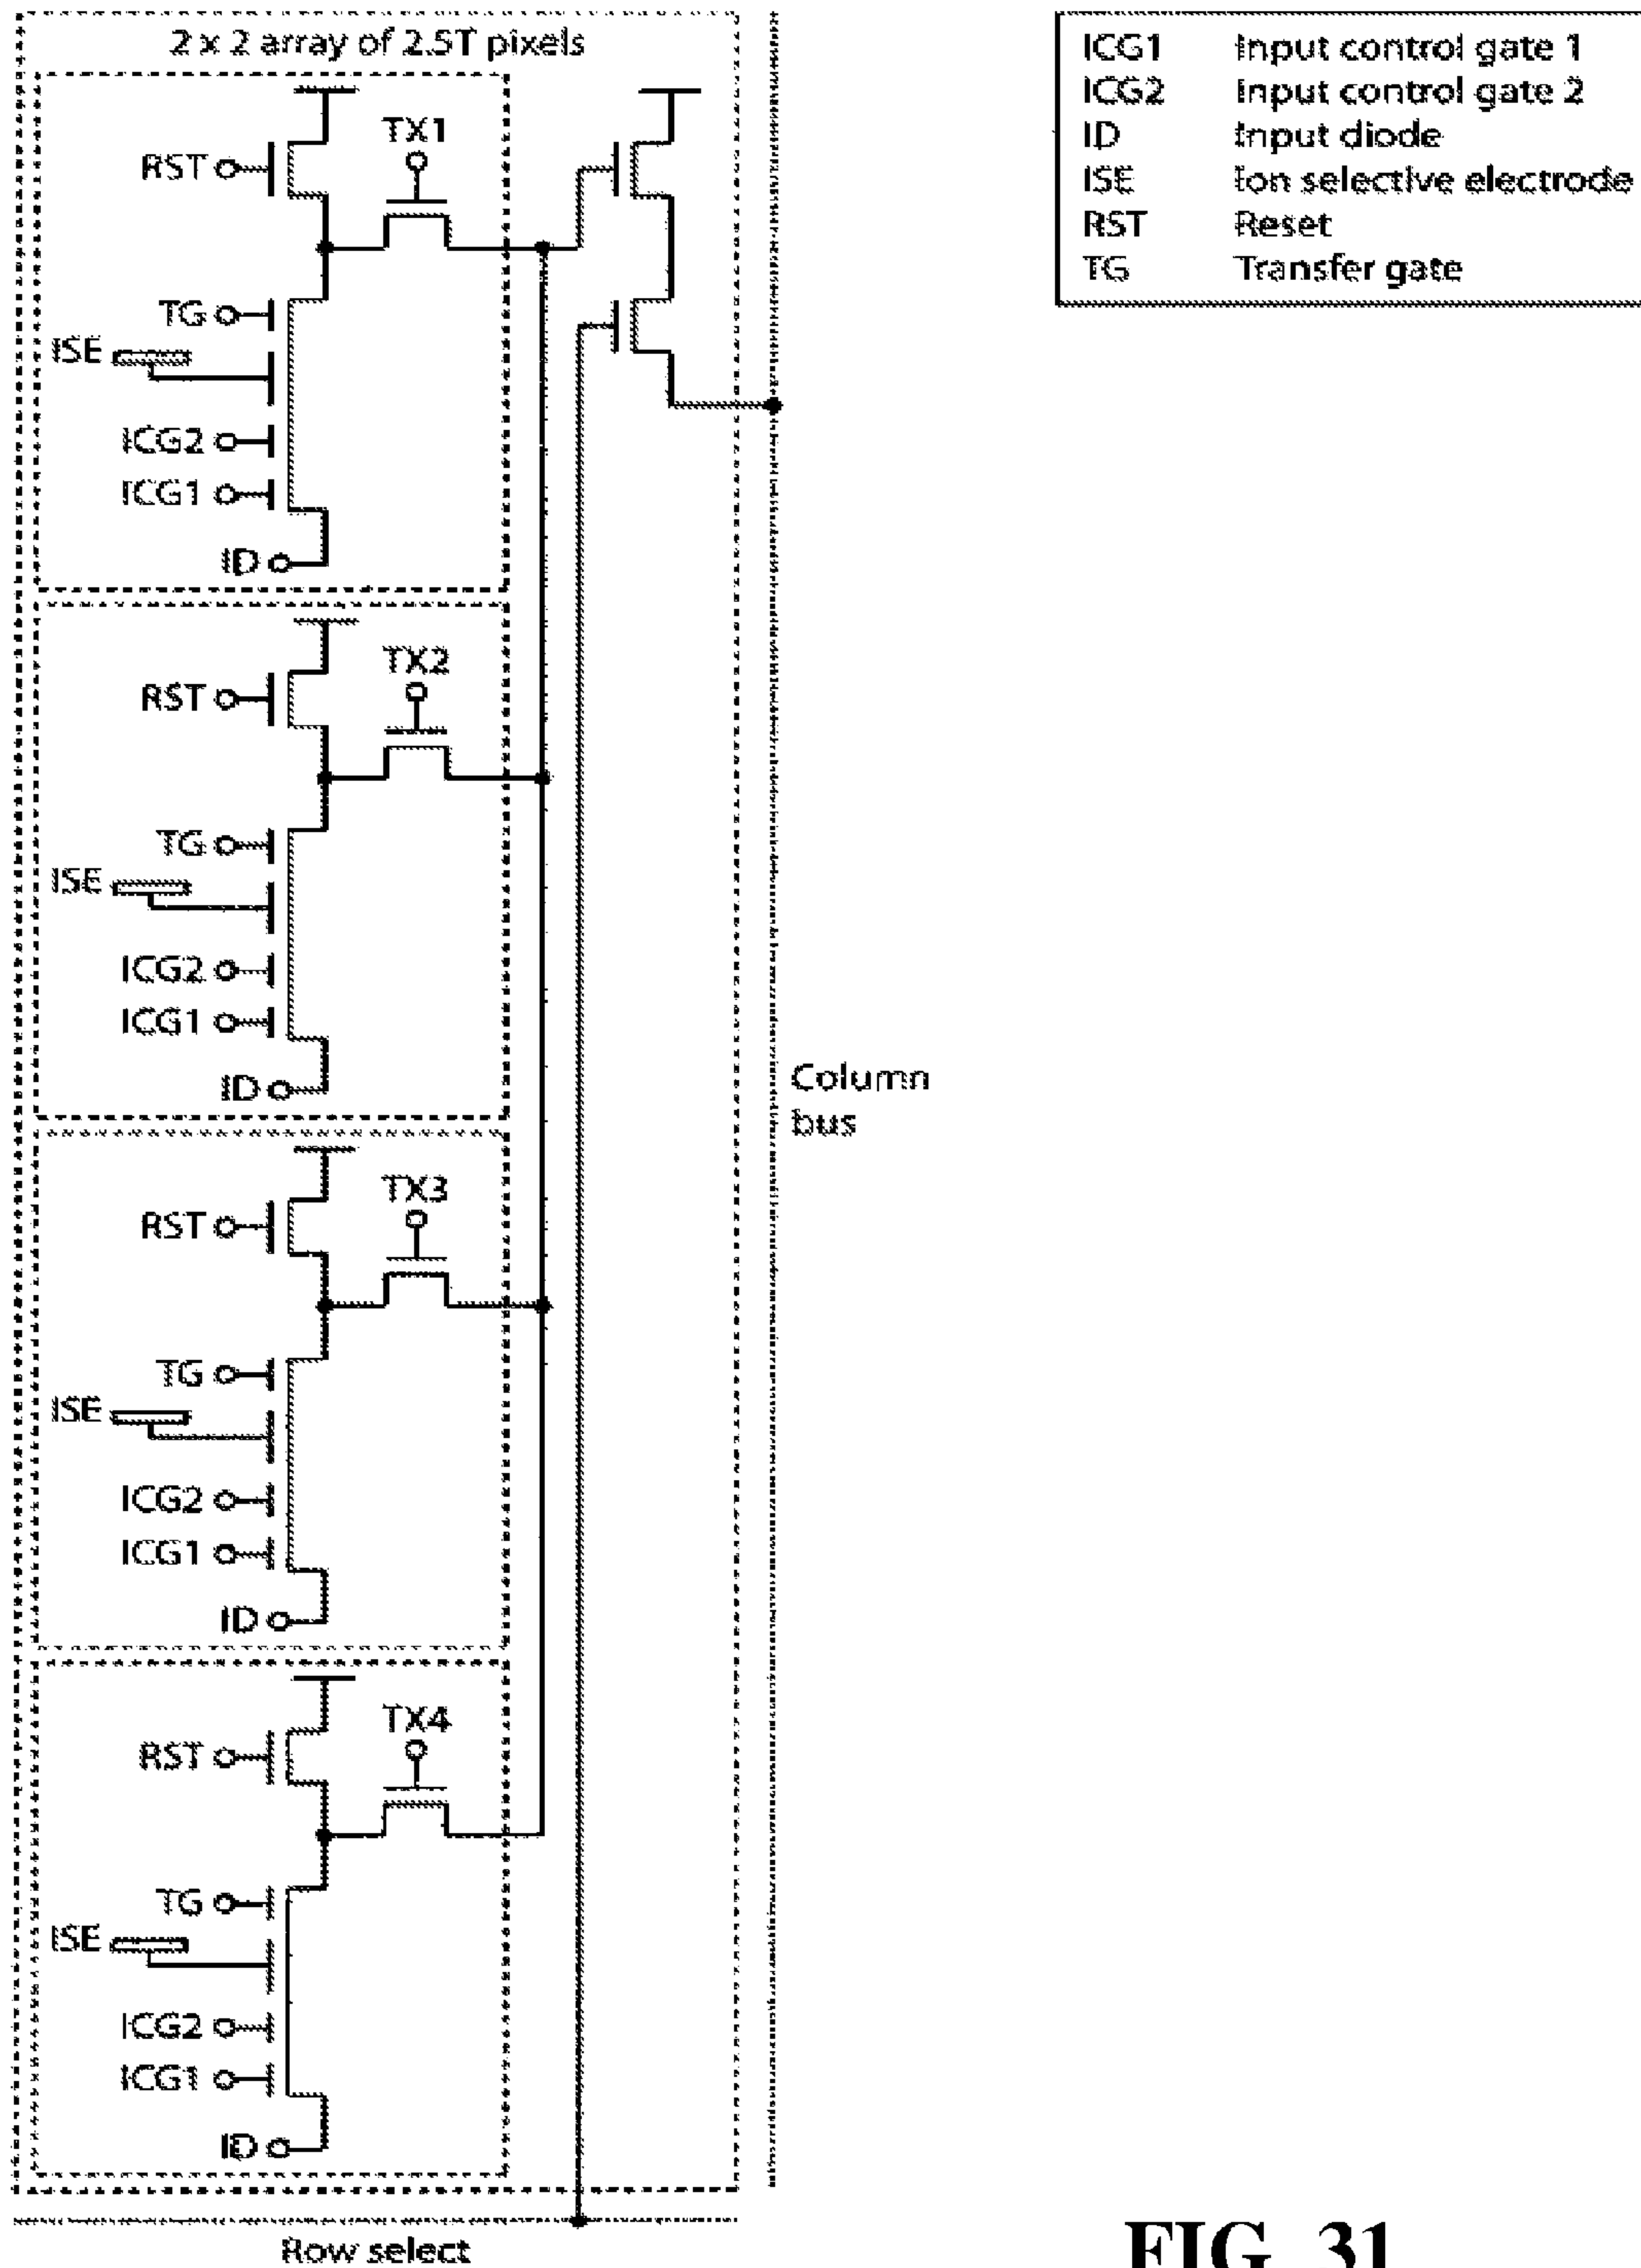 2 x 2 array of 2.5T pixels
RST
TX1
TG
ISE
ICG2
ICG1
ID
RST
TX2
TG
ISE
ICG2
ICG1
ID
RST
TX3
TG
ISE
ICG2
ICG1
ID
RST
TX4
TG
ISE
ICG2
ICG1
ID
Column
bus
Row select
ICG1 Input control gate 1
ICG2 Input control gate 2
ID Input diode
ISE Ion selective electrode
RST Reset
TG Transfer gate
FIG. 31